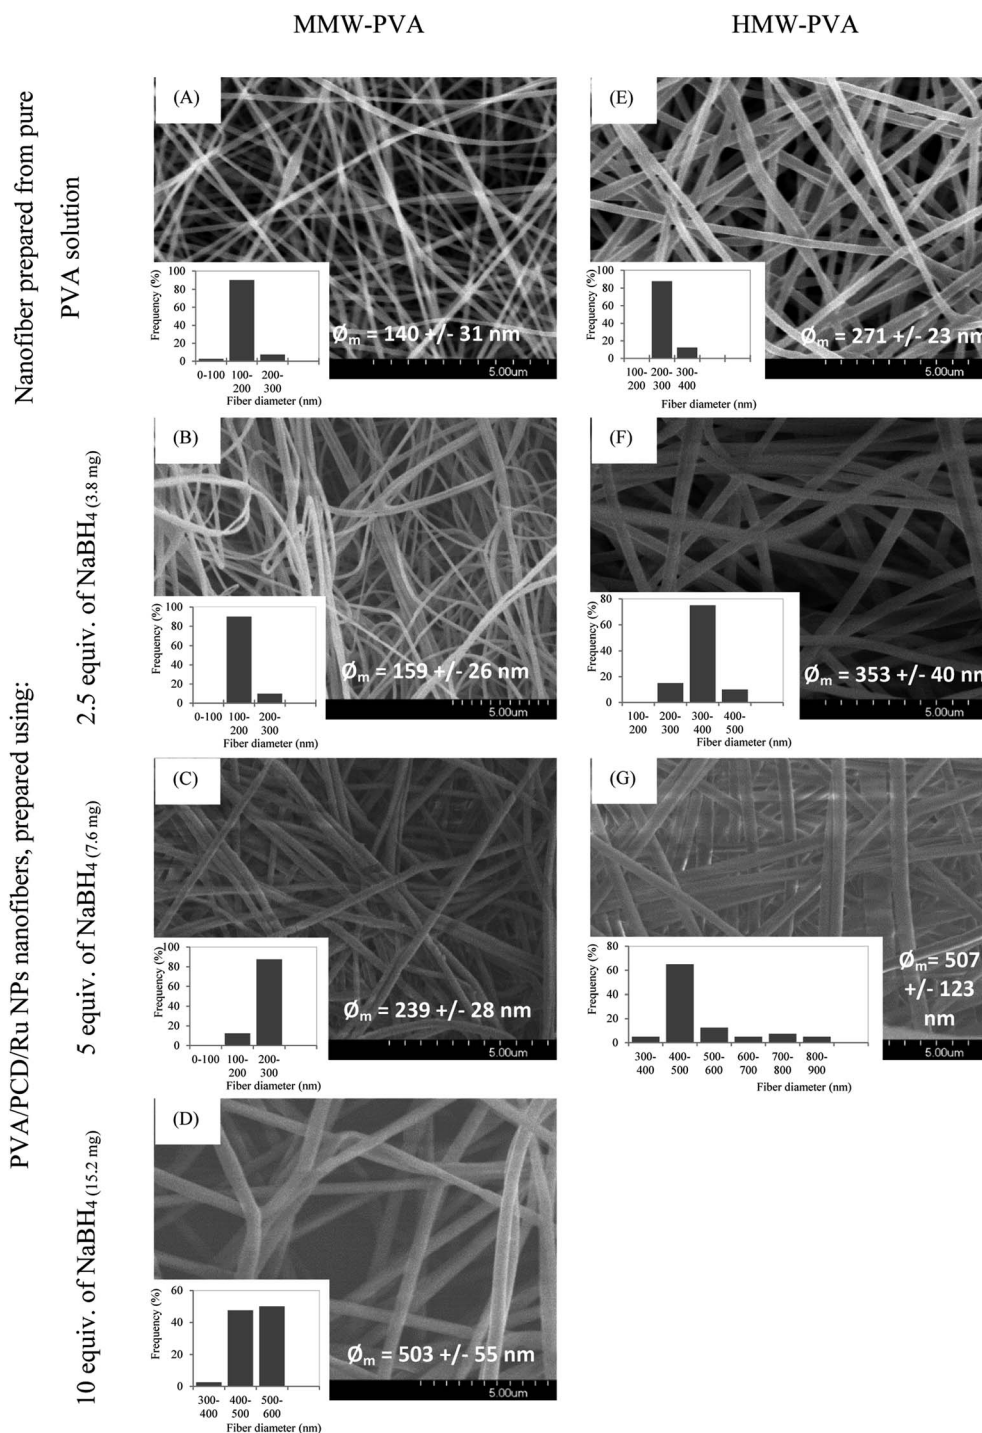 MMW-PVA
HMW-PVA
Nanofiber prepared from pure
PVA solution
(A)
100
80
60
40
20
0
Frequency (%)
0-100 100-200 200-300
Fiber diameter (nm)
Øm = 140 +/- 31 nm
5.00um
(E)
100
80
60
40
20
0
Frequency (%)
100-200 200-300 300-400
Fiber diameter (nm)
Øm = 271 +/- 23 nm
5.00um
PVA/PCD/Ru NPs nanofibers, prepared using:
2.5 equiv. of NaBH4 (3.8 mg)
(B)
100
80
60
40
20
0
Frequency (%)
0-100 100-200 200-300
Fiber diameter (nm)
Øm = 159 +/- 26 nm
5.00um
(F)
80
60
40
20
0
Frequency (%)
100-200 200-300 300-400 400-500
Fiber diameter (nm)
Øm = 353 +/- 40 nm
5.00um
5 equiv. of NaBH4 (7.6 mg)
(C)
100
80
60
40
20
0
Frequency (%)
0-100 100-200 200-300
Fiber diameter (nm)
Øm = 239 +/- 28 nm
5.00um
(G)
80
60
40
20
0
Frequency (%)
300-400 400-500 500-600 600-700 700-800 800-900
Fiber diameter (nm)
Øm= 507
+/- 123
nm
5.00um
10 equiv. of NaBH4 (15.2 mg)
(D)
60
40
20
0
Frequency (%)
300-400 400-500 500-600
Fiber diameter (nm)
Øm = 503 +/- 55 nm
5.00um